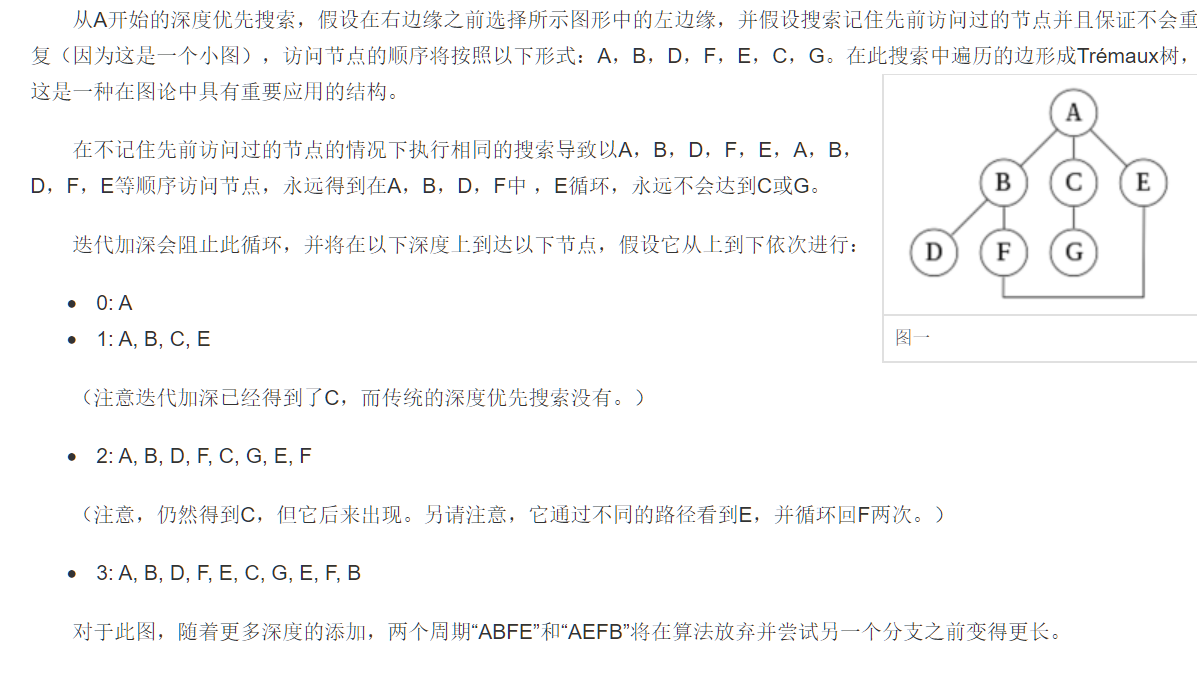 从A开始的深度优先搜索，假设在右边缘之前选择所示图形中的左边缘，并假设搜索记住先前访问过的节点并且保证不会重
复（因为这是一个小图），访问节点的顺序将按照以下形式：A，B，D，F，E，C，G。在此搜索中遍历的边形成Trémaux树，
这是一种在图论中具有重要应用的结构。
在不记住先前访问过的节点的情况下执行相同的搜索导致以A，B，D，F，E，A，B，
D，F，E等顺序访问节点，永远得到在A，B，D，F中 ，E循环，永远不会达到C或G。
迭代加深会阻止此循环，并将在以下深度上到达以下节点，假设它从上到下依次进行：
• 0: A
• 1: A, B, C, E
（注意迭代加深已经得到了C，而传统的深度优先搜索没有。）
• 2: A, B, D, F, C, G, E, F
（注意，仍然得到C，但它后来出现。另请注意，它通过不同的路径看到E，并循环回F两次。）
• 3: A, B, D, F, E, C, G, E, F, B
对于此图，随着更多深度的添加，两个周期“ABFE”和“AEFB”将在算法放弃并尝试另一个分支之前变得更长。
A
B C E
D F G
图一